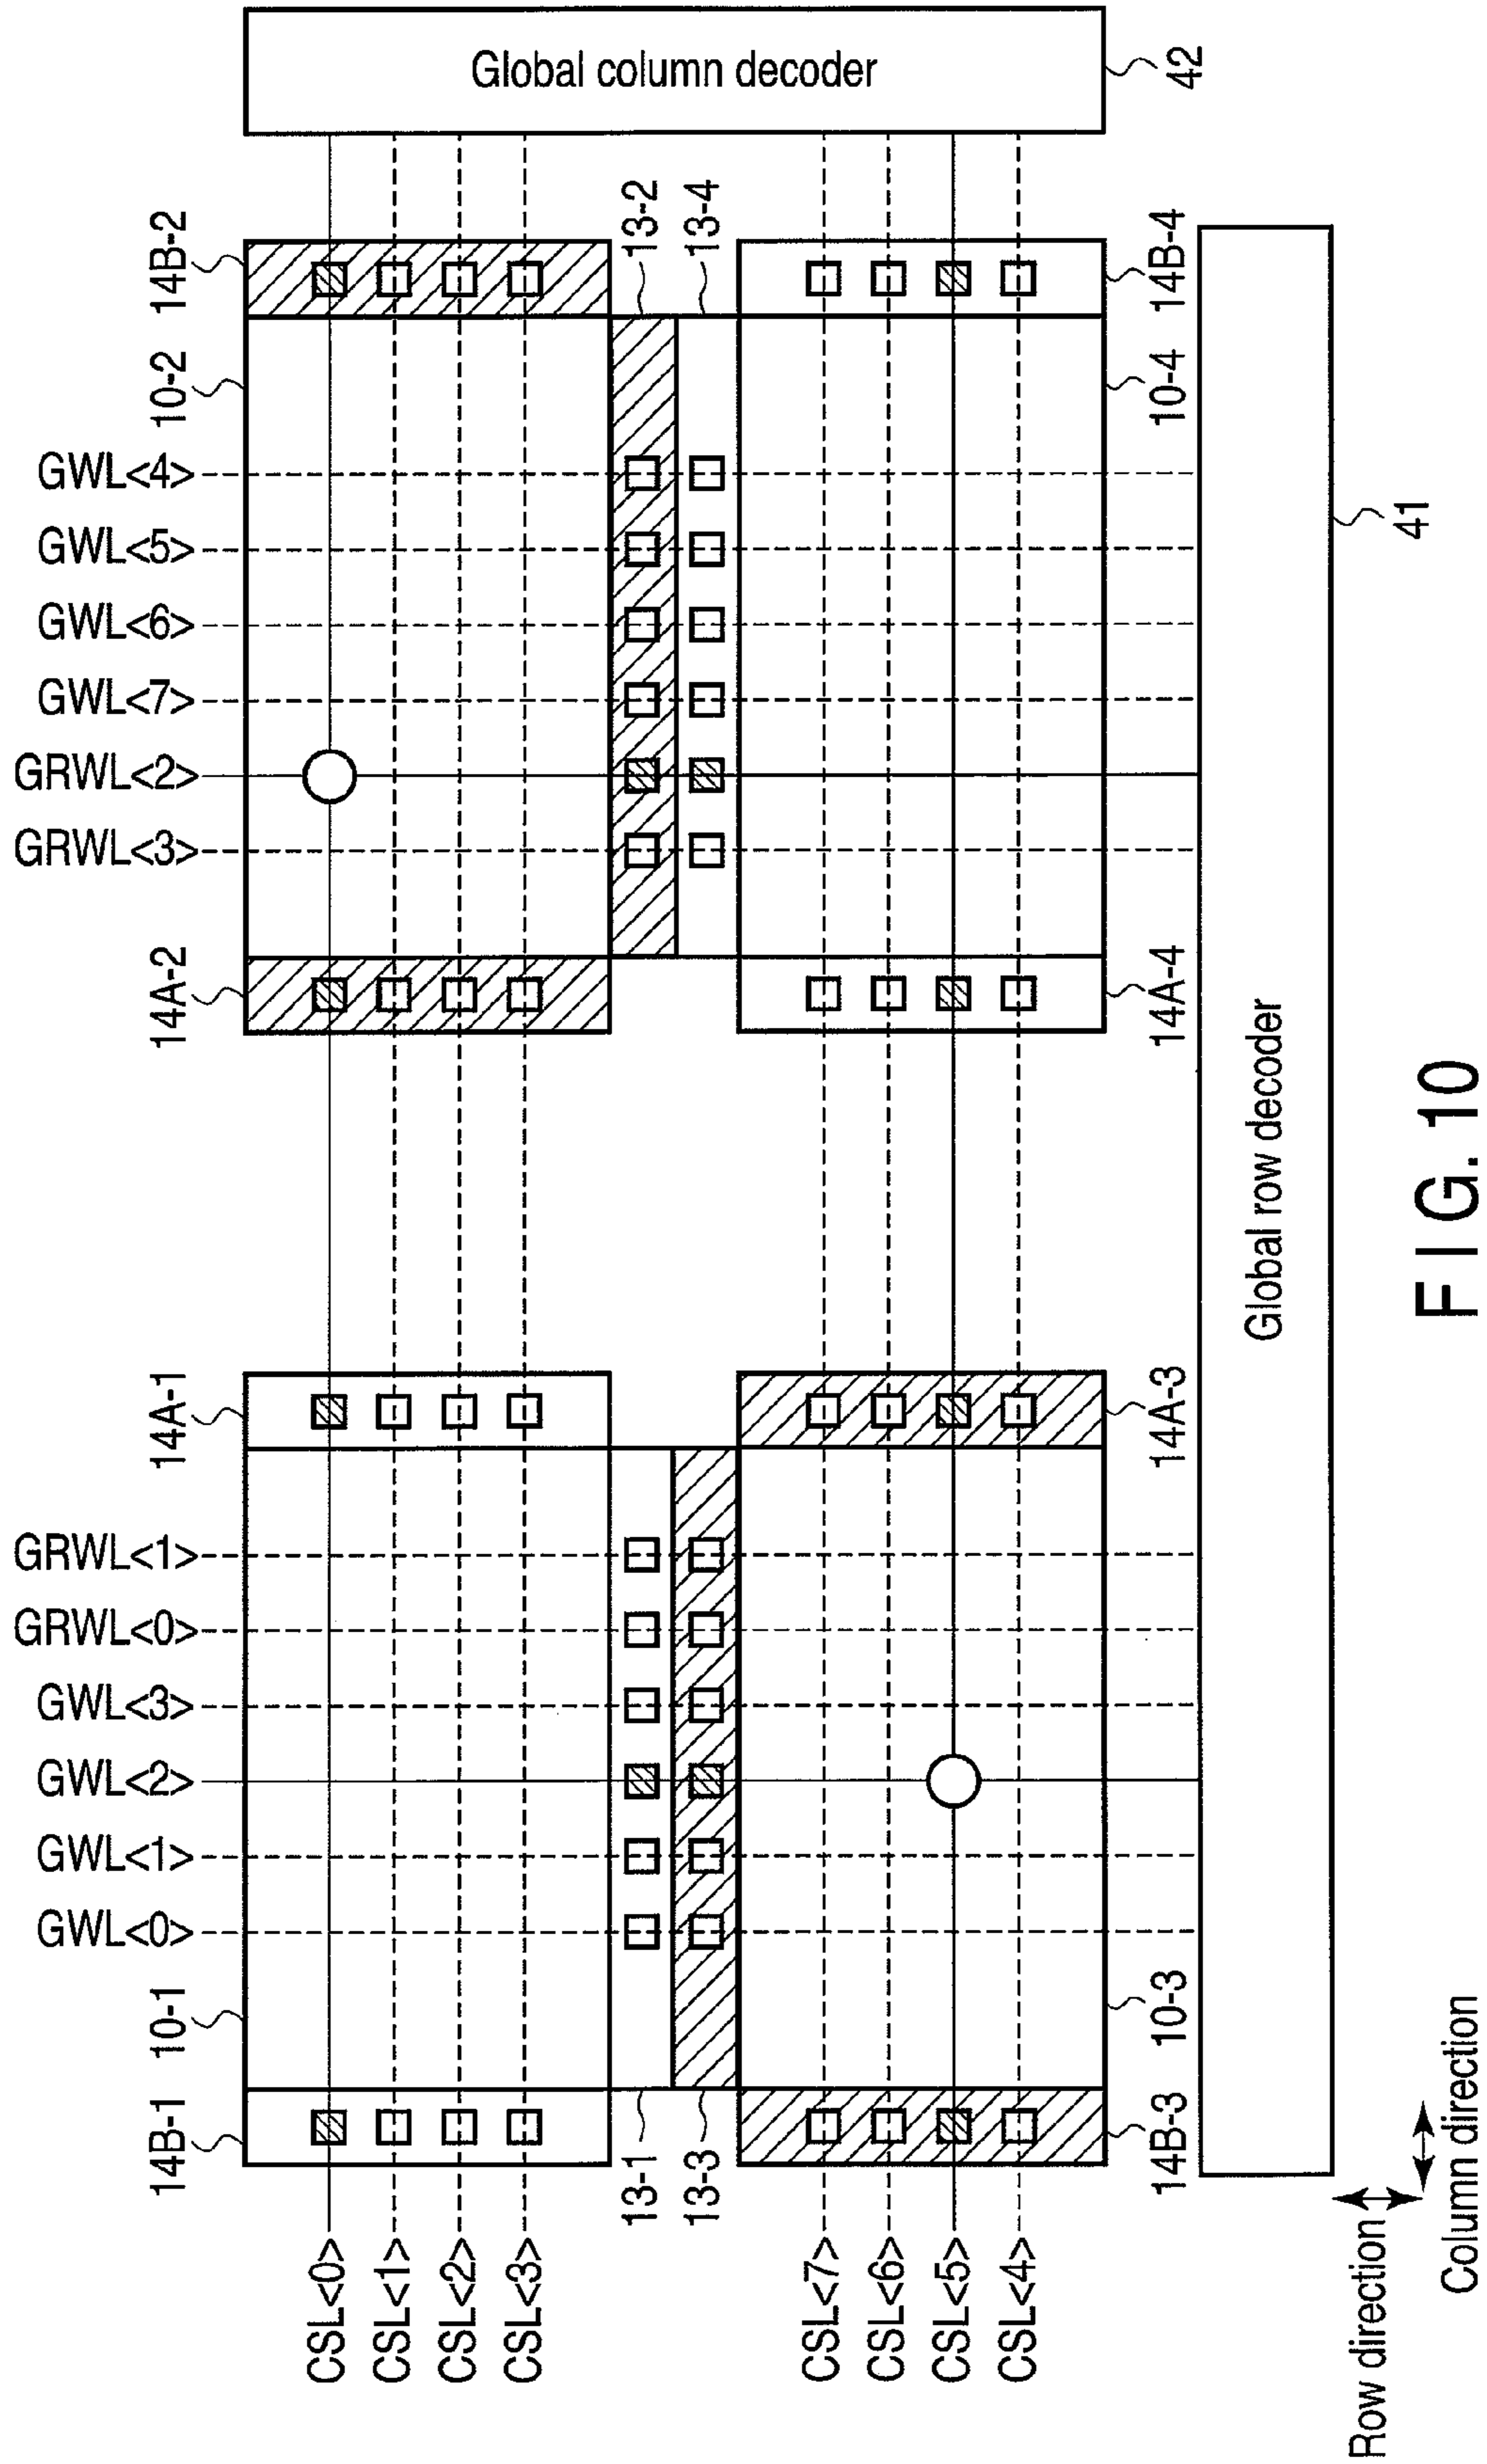 Global column decoder
42
14B-2
10-2
GWL<4>
GWL<5>
GWL<6>
GWL<7>
GRWL<2>
GRWL<3>
14A-2
13-2
13-4
14B-4
10-4
14A-4
41
Global row decoder
14A-1
GRWL<1>
GRWL<0>
GWL<3>
GWL<2>
GWL<1>
GWL<0>
10-1
14B-1
14A-3
10-3
14B-3
13-1
13-3
CSL<0>
CSL<1>
CSL<2>
CSL<3>
CSL<7>
CSL<6>
CSL<5>
CSL<4>
Row direction
Column direction
FIG. 10